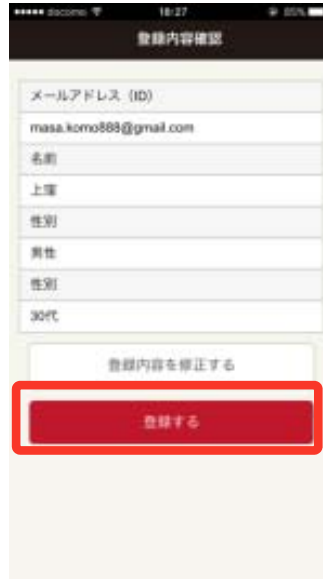 docomo 18:27 85%
登録内容確認
メールアドレス (ID)
masa.komo888@gmail.com
名前
上窪
性別
男性
性別
30代
登録内容を修正する
登録する